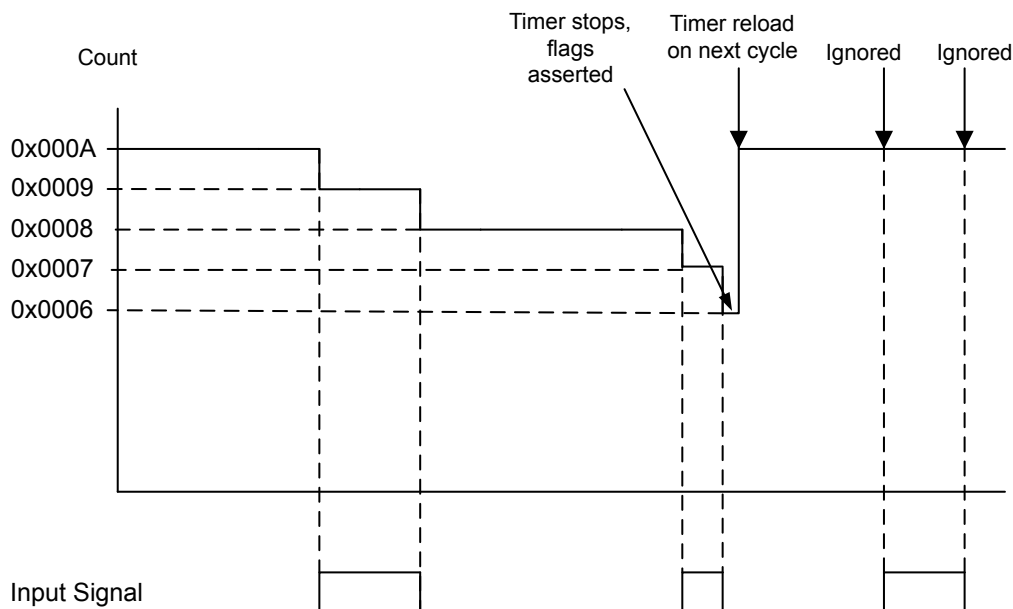 Timer stops,
flags
asserted
Timer reload
on next cycle
Ignored
Ignored
Count
0x000A
0x0009
0x0008
0x0007
0x0006
Input Signal